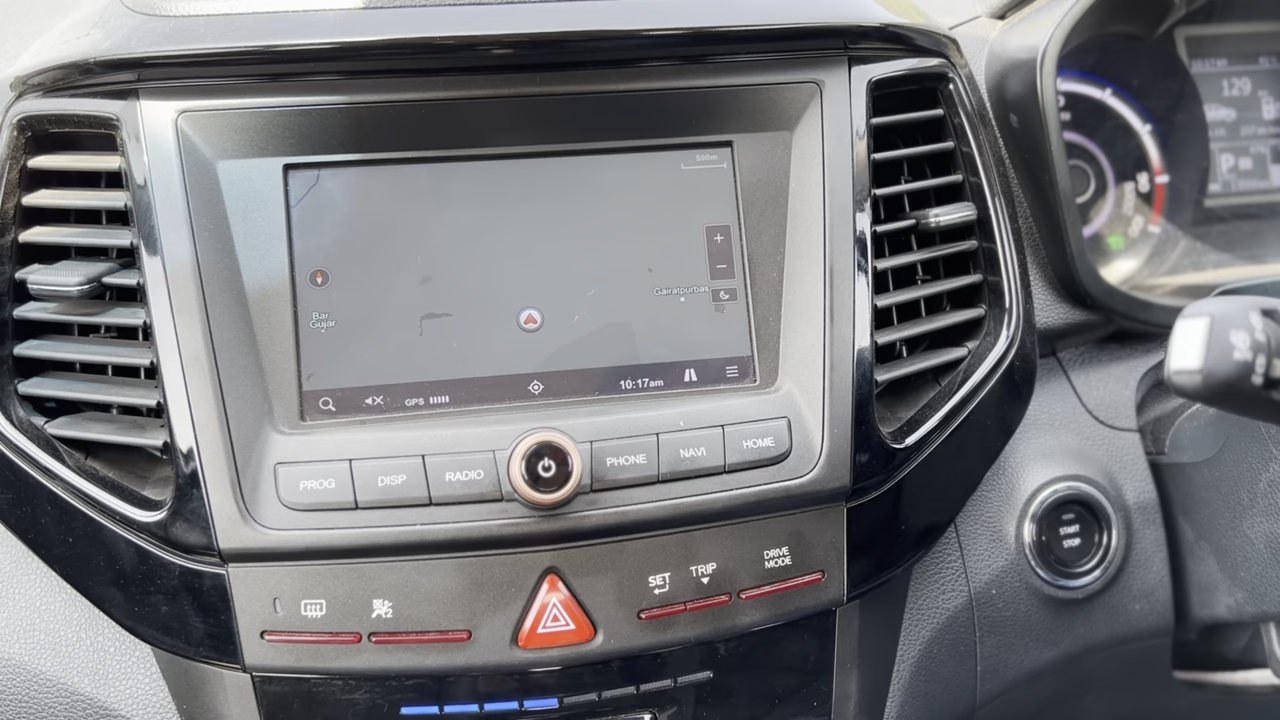 500m
129
P
+
−
Gairatpurbas
Bar
Gujar
GPS
10:17am
PROG
DISP
RADIO
PHONE
NAVI
HOME
START
STOP
SET
TRIP
DRIVE
MODE